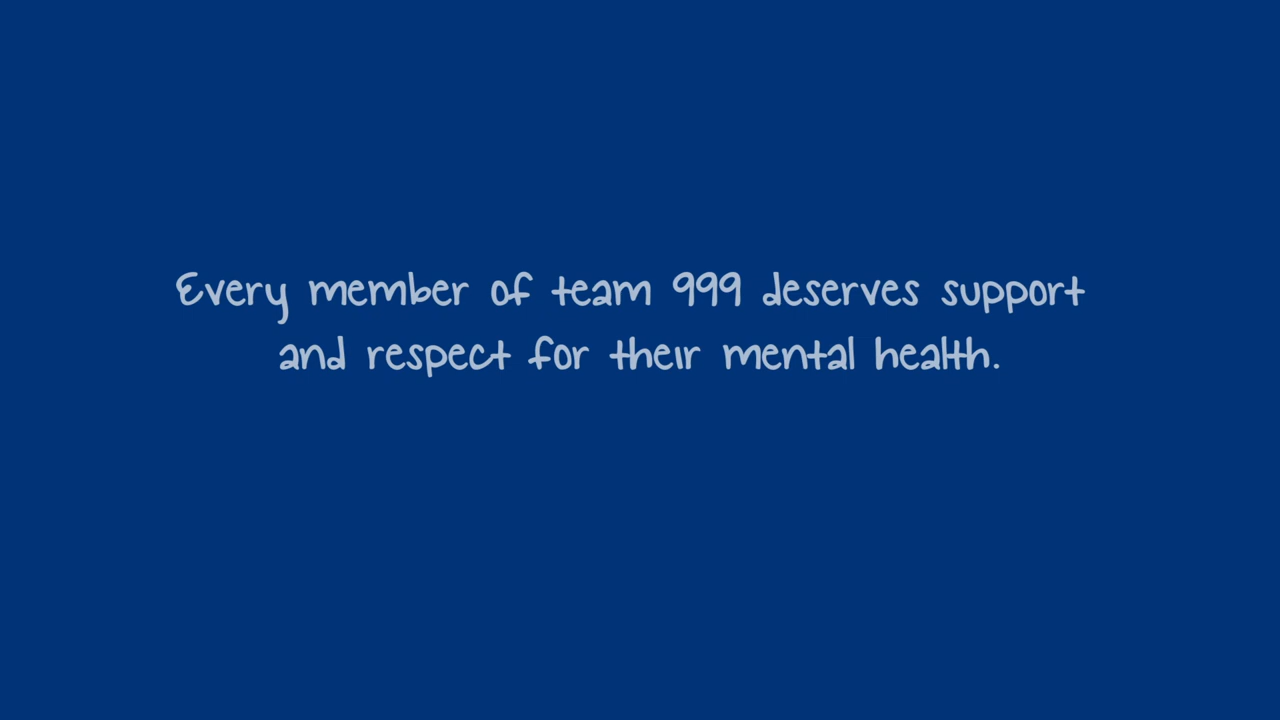 Every member of team 999 deserves support
and respect for their mental health.